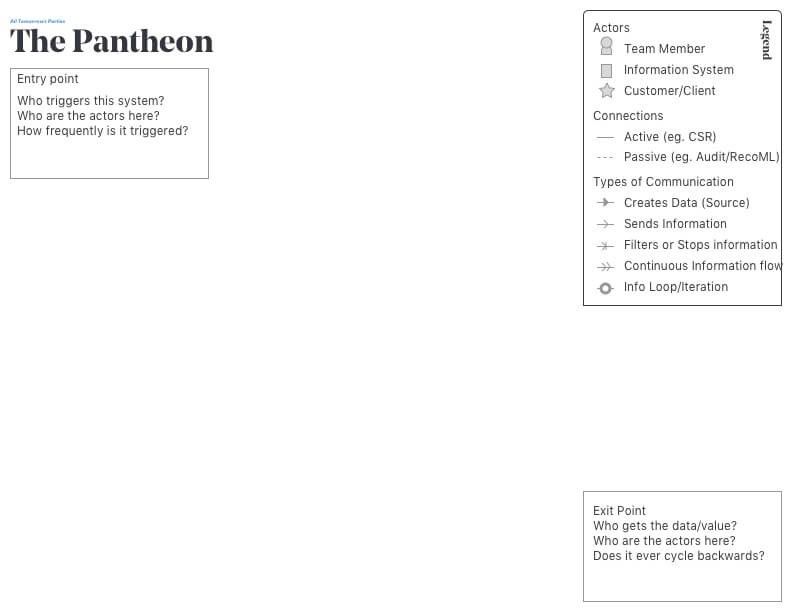 All Tomorrow's Parties
The Pantheon
Entry point
Who triggers this system?
Who are the actors here?
How frequently is it triggered?
Legend
Actors
Team Member
Information System
Customer/Client
Connections
Active (eg. CSR)
Passive (eg. Audit/RecoML)
Types of Communication
Creates Data (Source)
Sends Information
Filters or Stops information
Continuous Information flow
Info Loop/Iteration
Exit Point
Who gets the data/value?
Who are the actors here?
Does it ever cycle backwards?